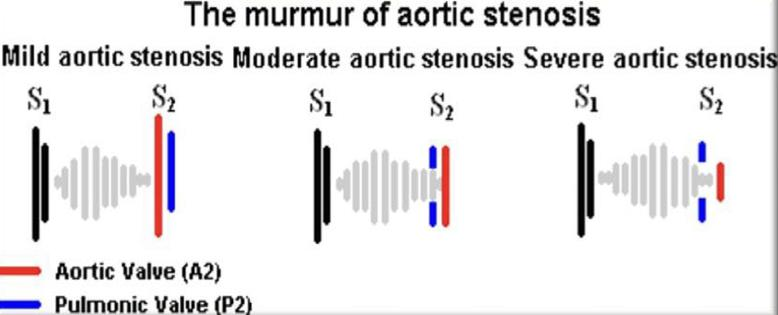 The murmur of aortic stenosis
Mild aortic stenosis Moderate aortic stenosis Severe aortic stenosis
S₁ S₂ S₁ S₂ S₁ S₂
Aortic Valve (A2)
Pulmonic Valve (P2)